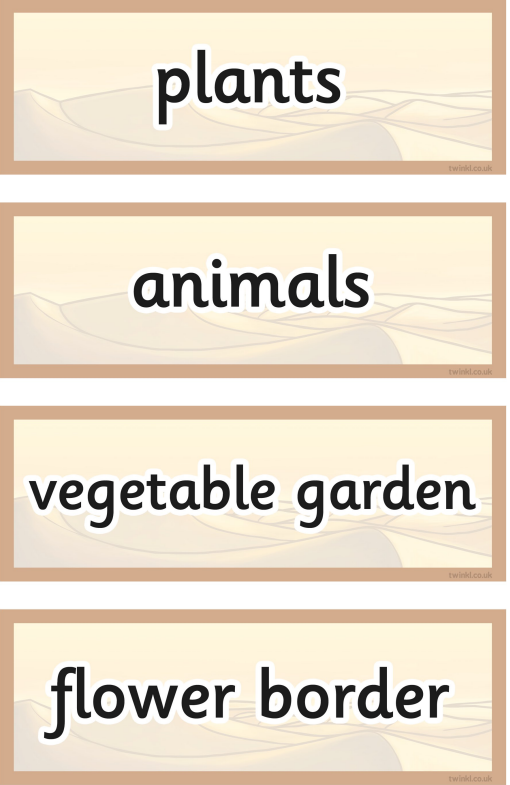 plants
twinkl.co.uk
animals
twinkl.co.uk
vegetable garden
twinkl.co.uk
flower border
twinkl.co.uk